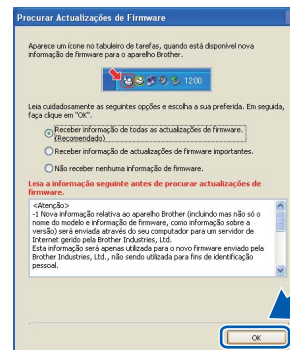 Procurar Actualizações de Firmware
Aparece um ícone no tabuleiro de tarefas, quando está disponível nova
informação de firmware para o aparelho Brother.
1200
Leia cuidadosamente as seguintes opções e escolha a sua preferida. Em seguida,
faça clique em "OK".
Receber informação de todas as actualizações de firmware.
(Recomendado)
Receber informação de actualizações de firmware importantes.
Não receber nenhuma informação de firmware.
Leia a informação seguinte antes de procurar actualizações de
firmware.
<Atenção>
-1 Nova informação relativa ao aparelho Brother (incluindo mas não só o
nome do modelo e informação de firmware, como informação sobre a
versão) será enviada através do seu computador para um servidor de
Internet gerido pela Brother Industries, Ltd.
Esta informação será apenas utilizada para o novo firmware enviado pela
Brother Industries, Ltd., não sendo utilizada para fins de identificação
pessoal.
OK